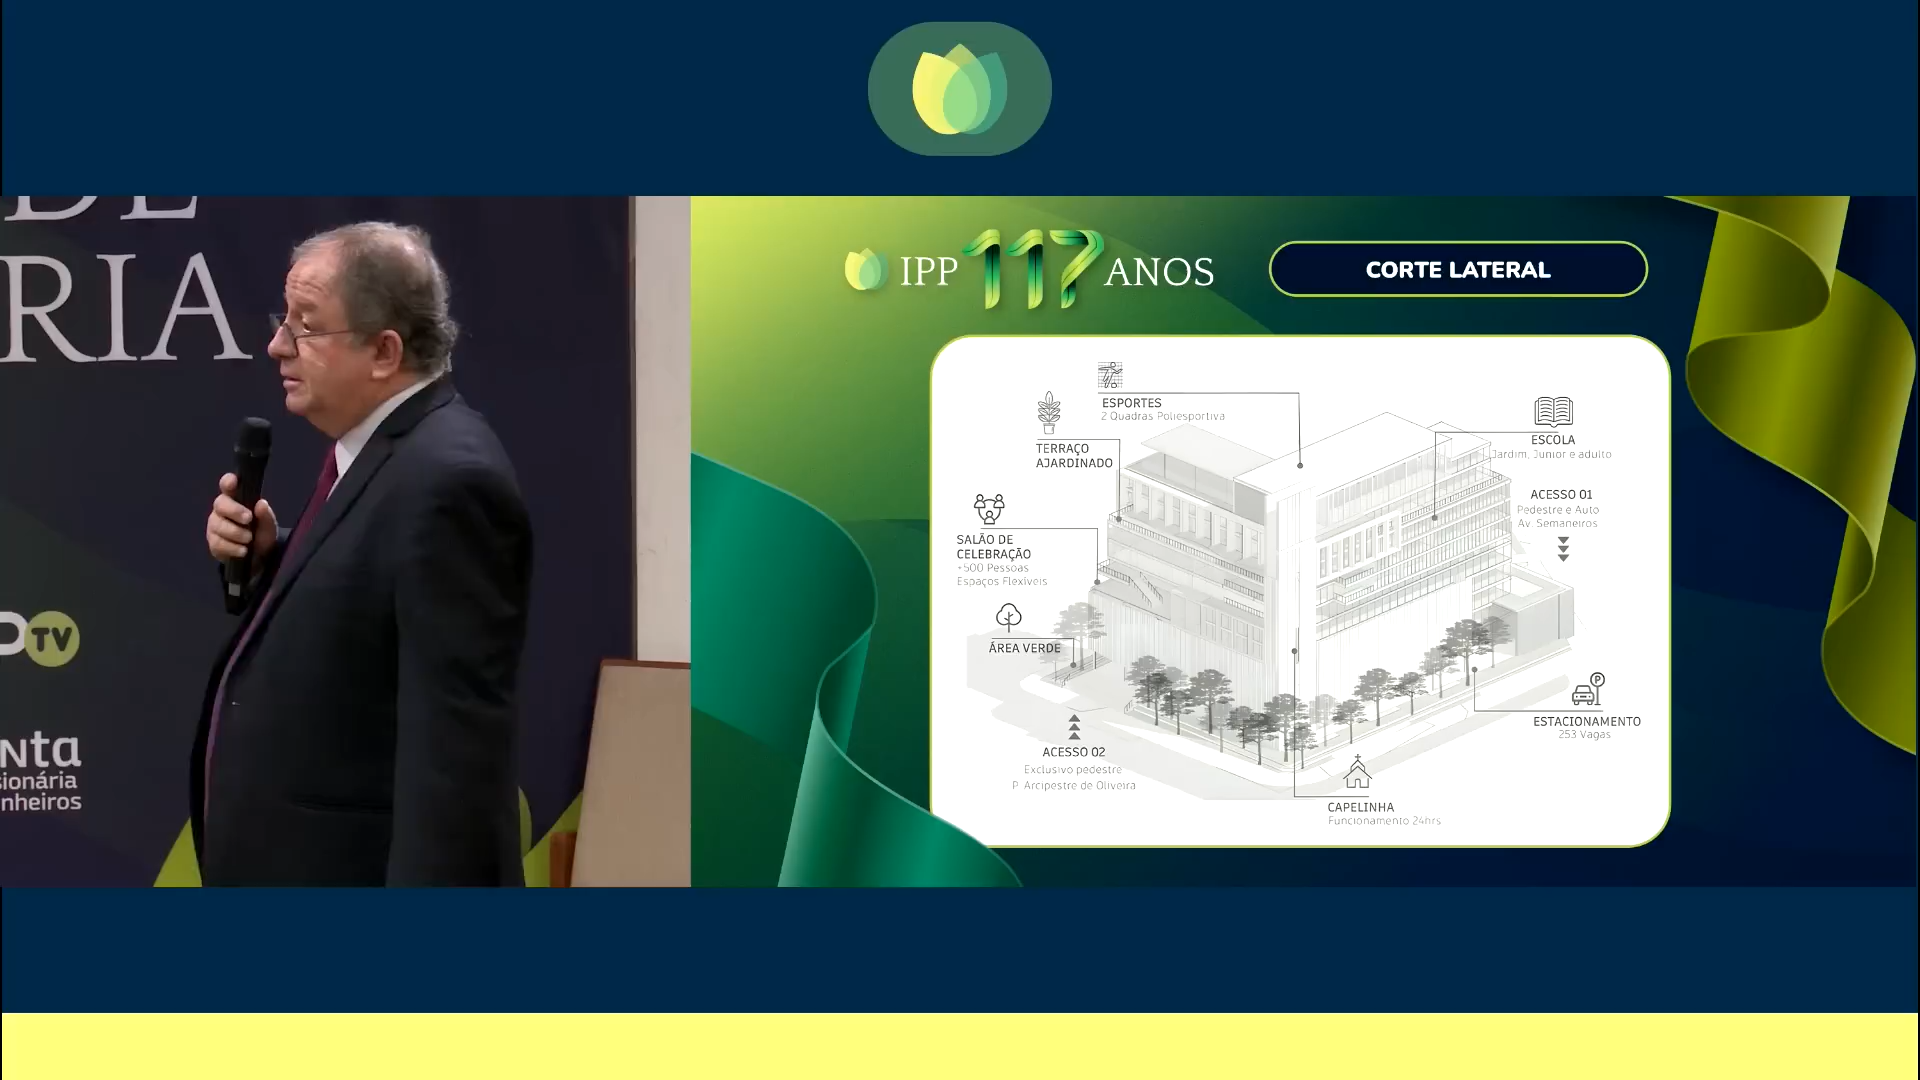 DE
RIA
PTV
nta
sionária
nheiros
IPP 117 ANOS
CORTE LATERAL
ESPORTES
2 Quadras Poliesportiva
TERRAÇO
AJARDINADO
SALÃO DE
CELEBRAÇÃO
+500 Pessoas
Espaços Flexíveis
ÁREA VERDE
ACESSO 02
Exclusivo pedestre
P. Arcipestre de Oliveira
ESCOLA
Jardim, Junior e adulto
ACESSO 01
Pedestre e Auto
Av. Semaneiros
P
ESTACIONAMENTO
253 Vagas
CAPELINHA
Funcionamento 24hrs